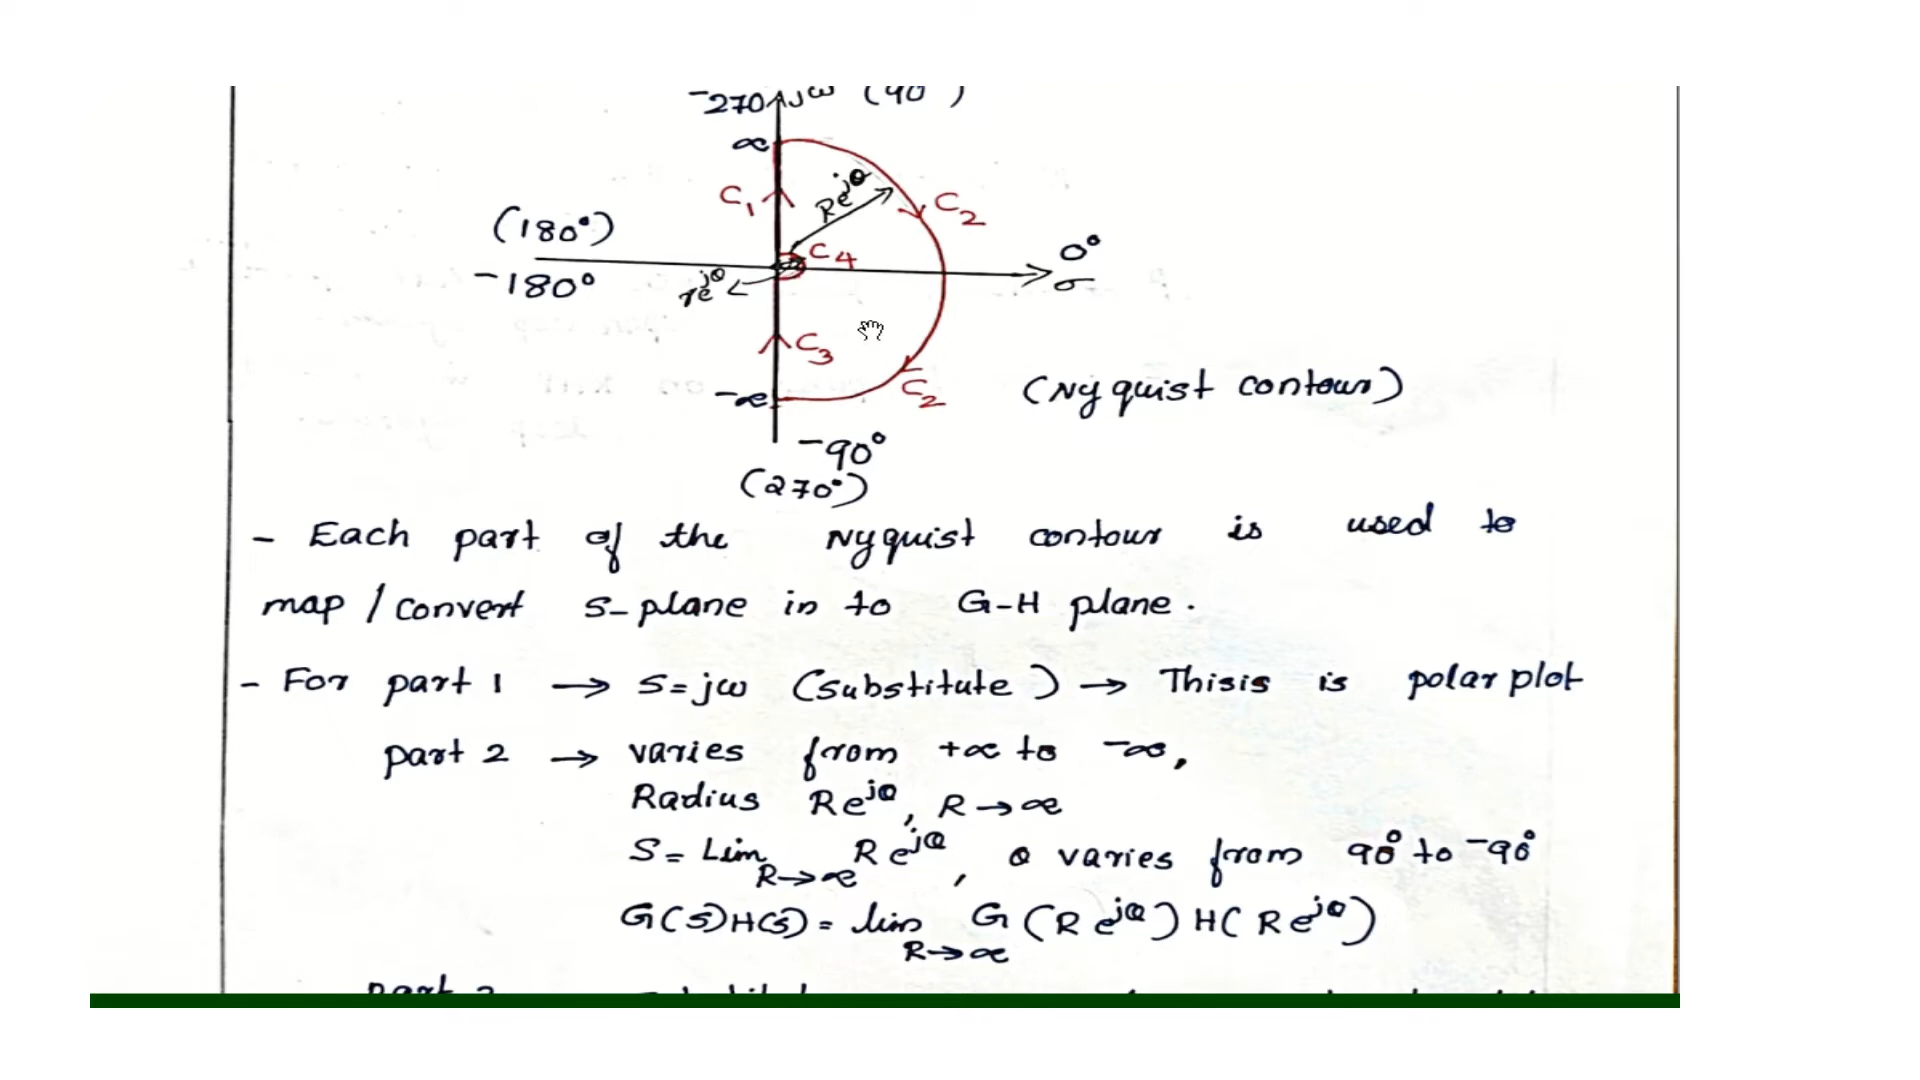 -270 jω (90°)
∝
C1
Re^jθ
C2
(180°)
C4
0°
-180°
re^jθ
σ
C3
-∝
C2
(Nyquist contour)
-90°
(270°)
- Each part of the Nyquist contour is used to
map / convert S-plane in to G-H plane.
- For part 1 → S=jω (substitute) → Thisis is polar plot
part 2 → varies from +∝ to -∝,
Radius Re^jθ, R→∝
S = Lim R→∝ Re^jθ, θ varies from 90° to -90°
G(S)H(S) = lim R→∝ G(Re^jθ) H(Re^jθ)